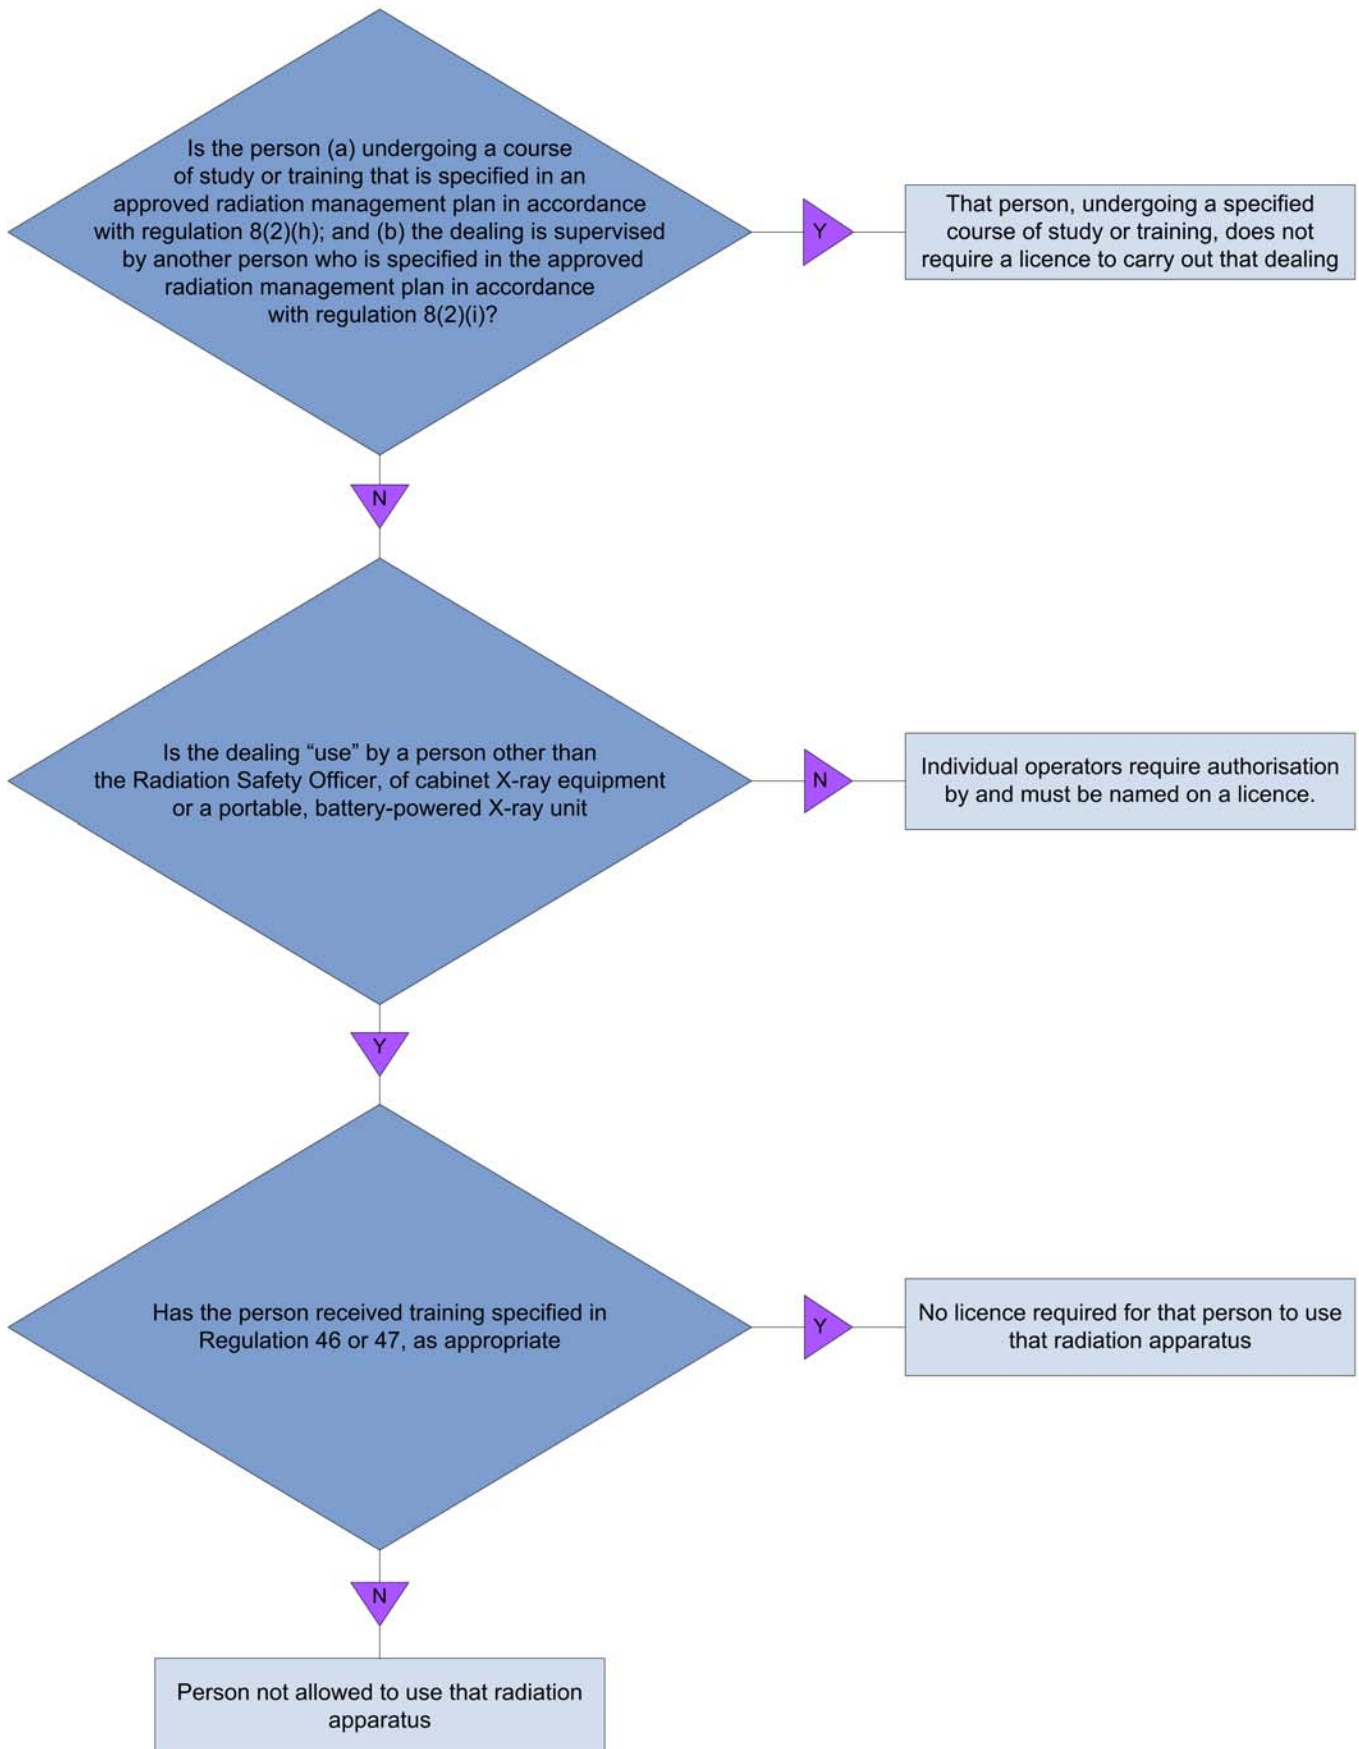 Is the person (a) undergoing a course
of study or training that is specified in an
approved radiation management plan in accordance
with regulation 8(2)(h); and (b) the dealing is supervised
by another person who is specified in the approved
radiation management plan in accordance
with regulation 8(2)(i)?
Y
That person, undergoing a specified
course of study or training, does not
require a licence to carry out that dealing
N
Is the dealing “use” by a person other than
the Radiation Safety Officer, of cabinet X-ray equipment
or a portable, battery-powered X-ray unit
N
Individual operators require authorisation
by and must be named on a licence.
Y
Has the person received training specified in
Regulation 46 or 47, as appropriate
Y
No licence required for that person to use
that radiation apparatus
N
Person not allowed to use that radiation
apparatus